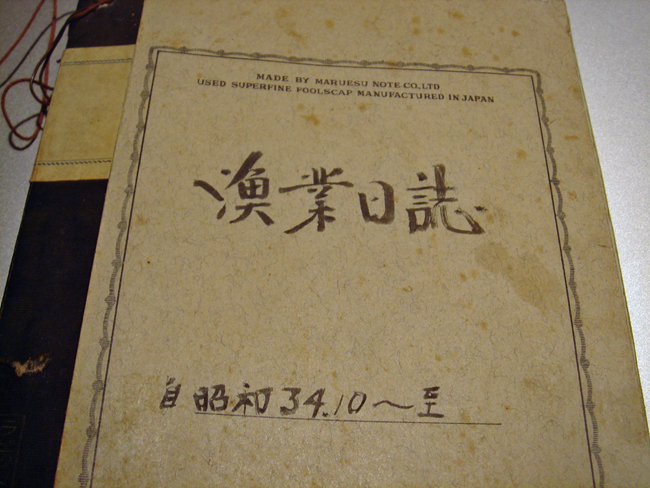 MADE BY MARUESU NOTE CO., LTD
USED SUPERFINE FOOLSCAP MANUFACTURED IN JAPAN
漁業日誌
自昭和34.10～至